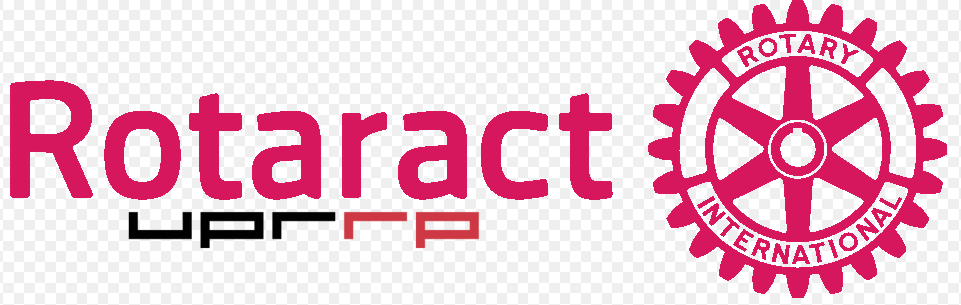 Rotaract
uprrp
ROTARY
INTERNATIONAL